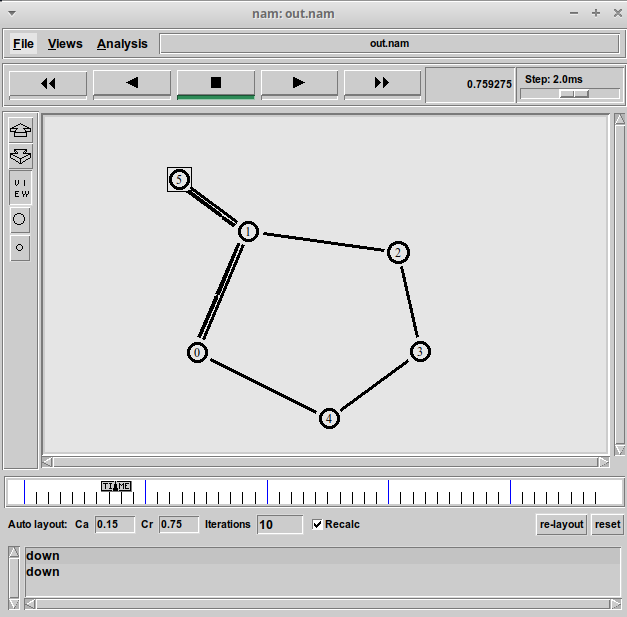 nam: out.nam
File Views Analysis out.nam
0.759275 Step: 2.0ms
V I
E W
5
1
2
0
3
4
TIME
Auto layout: Ca 0.15 Cr 0.75 Iterations 10 Recalc re-layout reset
down
down